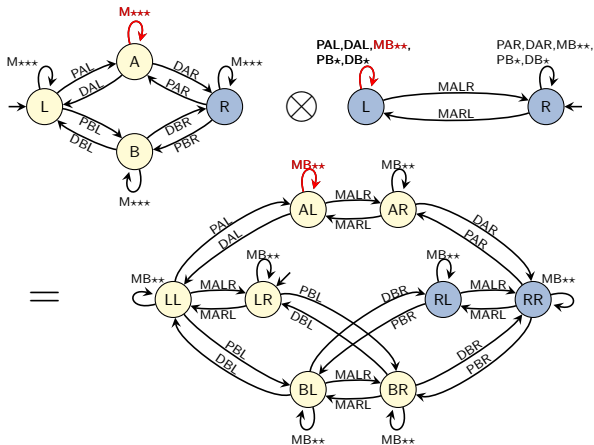 M⋆⋆⋆
M⋆⋆⋆ PAL A DAR M⋆⋆⋆
DAL PAR
L R
PBL DBR
DBL B PBR
M⋆⋆⋆
⊗
PAL,DAL,MB⋆⋆,
PB⋆,DB⋆
PAR,DAR,MB⋆⋆,
PB⋆,DB⋆
L MALR R
MARL
=
MB⋆⋆ MB⋆⋆
AL MALR AR
MARL
PAL DAR
DAL PAR
MB⋆⋆ MB⋆⋆ MB⋆⋆ MB⋆⋆
LL MALR LR PBL DBR RL MALR RR
MARL DBL PBR MARL
PBL DBR
DBL PBR
BL MALR BR
MARL
MB⋆⋆ MB⋆⋆